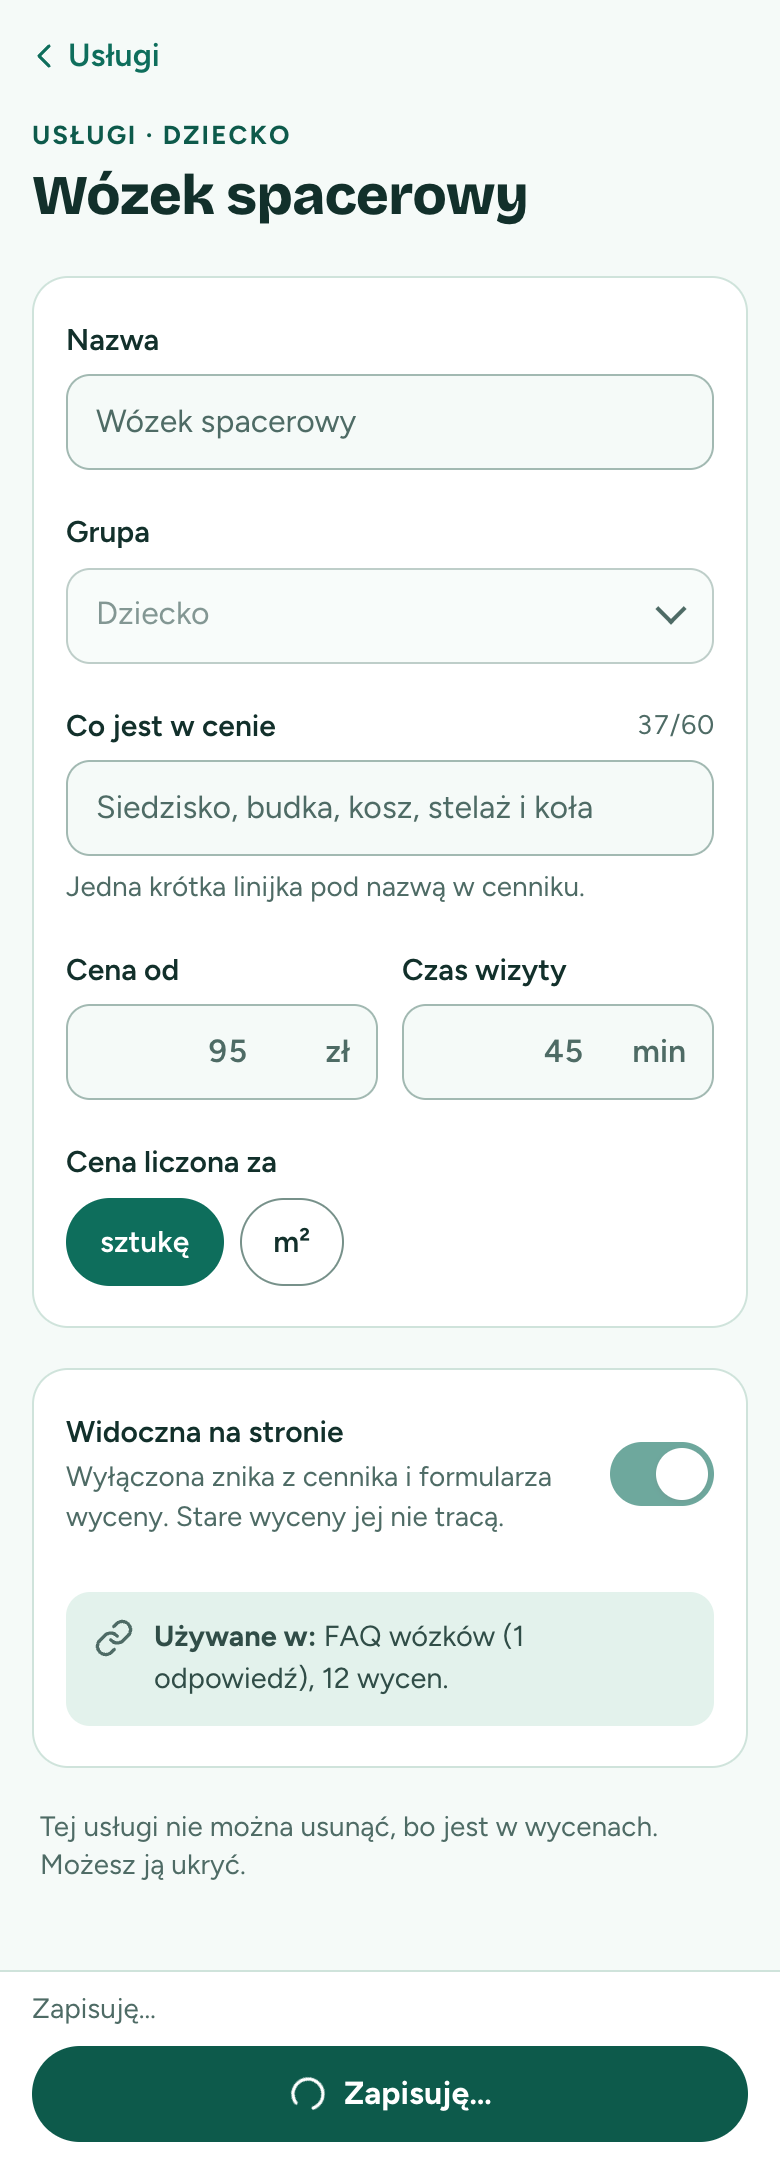 Usługi
USŁUGI · DZIECKO
Wózek spacerowy
Nazwa
Wózek spacerowy
Grupa
Dziecko
Co jest w cenie 37/60
Siedzisko, budka, kosz, stelaż i koła
Jedna krótka linijka pod nazwą w cenniku.
Cena od Czas wizyty
95 zł 45 min
Cena liczona za
sztukę m²
Widoczna na stronie
Wyłączona znika z cennika i formularza
wyceny. Stare wyceny jej nie tracą.
Używane w: FAQ wózków (1
odpowiedź), 12 wycen.
Tej usługi nie można usunąć, bo jest w wycenach.
Możesz ją ukryć.
Zapisuję...
Zapisuję...